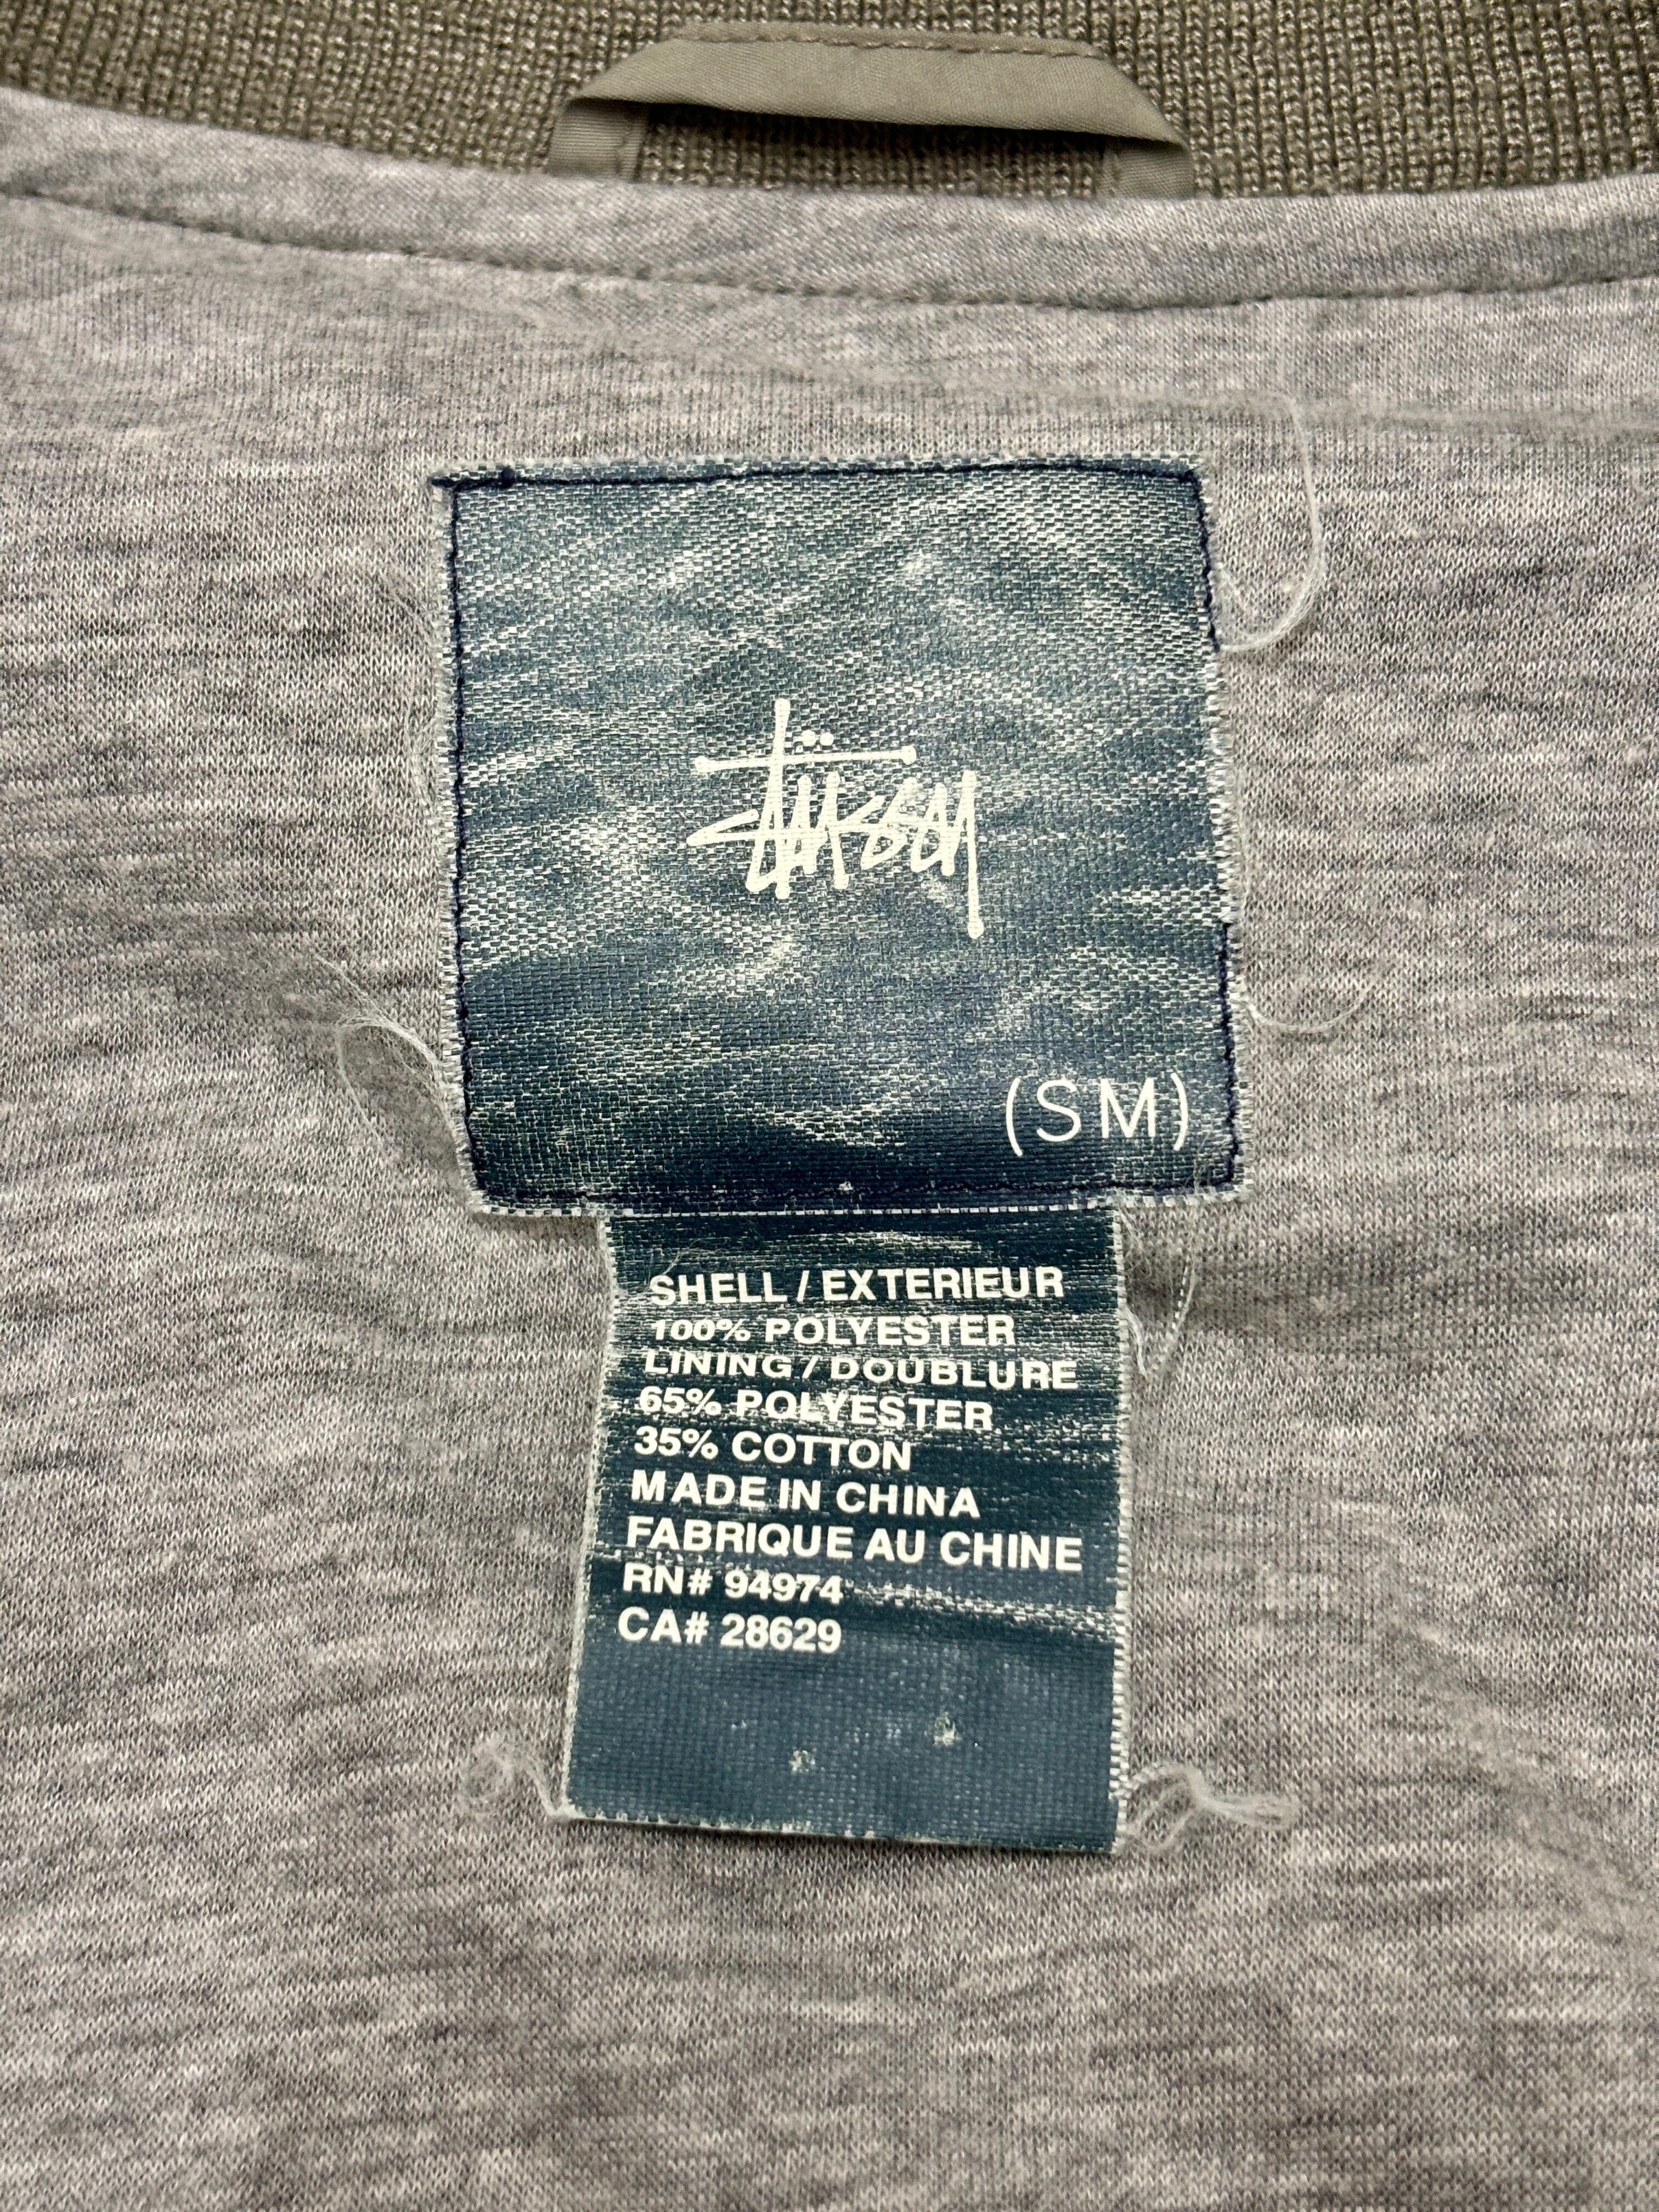 Stüssy
(SM)
SHELL / EXTERIEUR
100% POLYESTER
LINING / DOUBLURE
65% POLYESTER
35% COTTON
MADE IN CHINA
FABRIQUE AU CHINE
RN# 94974
CA# 28629